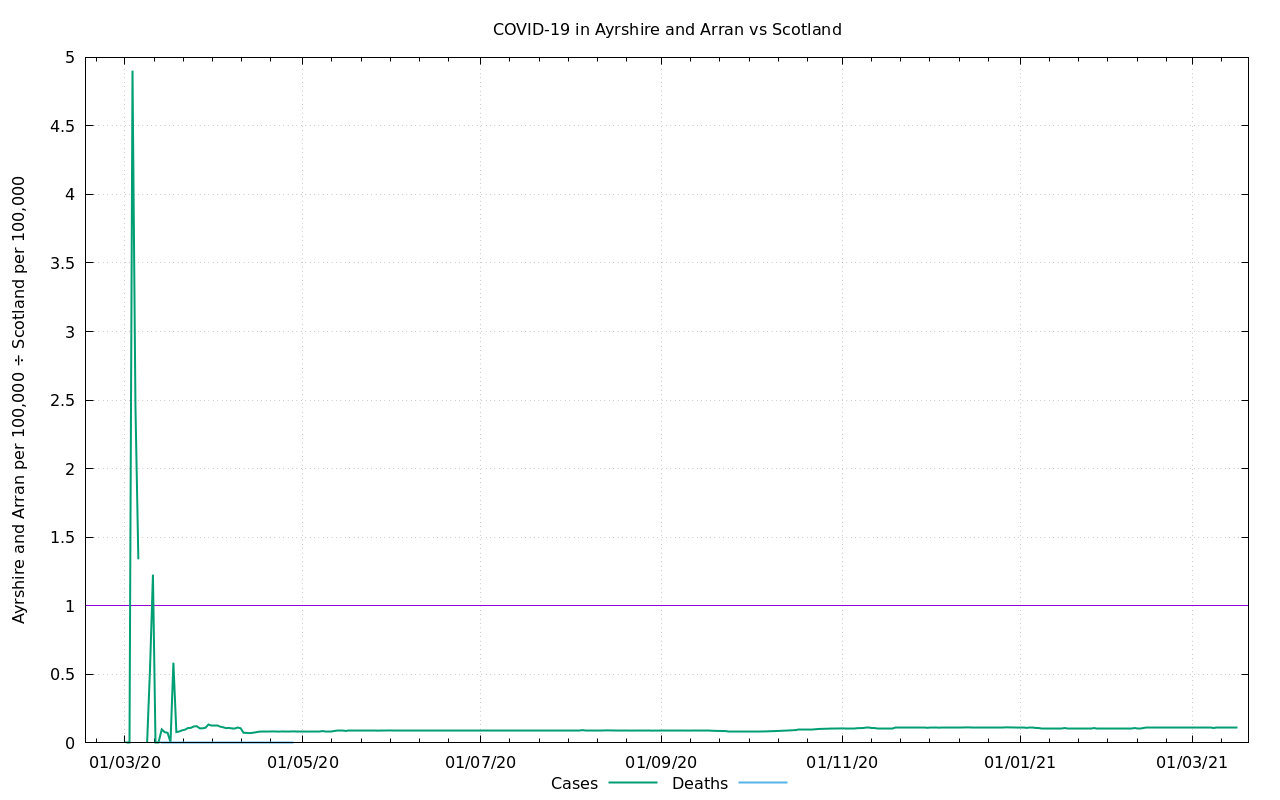 COVID-19 in Ayrshire and Arran vs Scotland
Ayrshire and Arran per 100,000 ÷ Scotland per 100,000
5
4.5
4
3.5
3
2.5
2
1.5
1
0.5
0
01/03/20 01/05/20 01/07/20 01/09/20 01/11/20 01/01/21 01/03/21
Cases Deaths